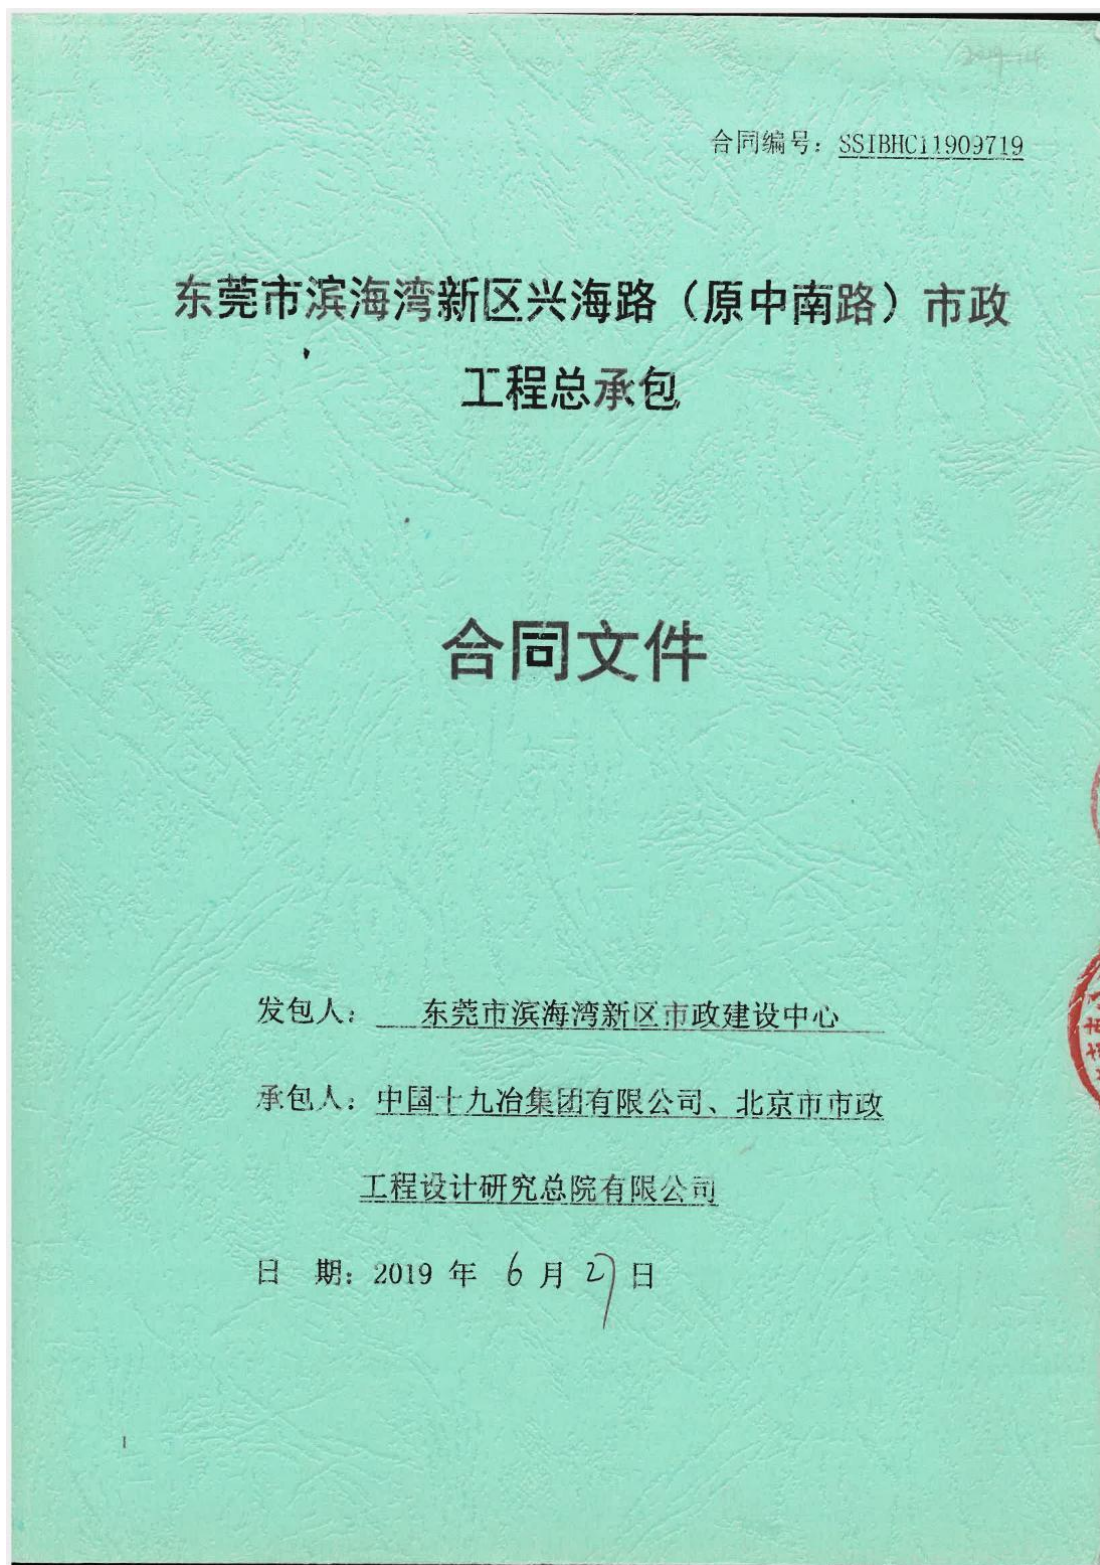 合同编号：SSIBHC11909719
东莞市滨海湾新区兴海路（原中南路）市政
工程总承包
合同文件
发包人：东莞市滨海湾新区市政建设中心
承包人：中国十九冶集团有限公司、北京市市政
工程设计研究总院有限公司
日 期：2019 年 6 月 27 日